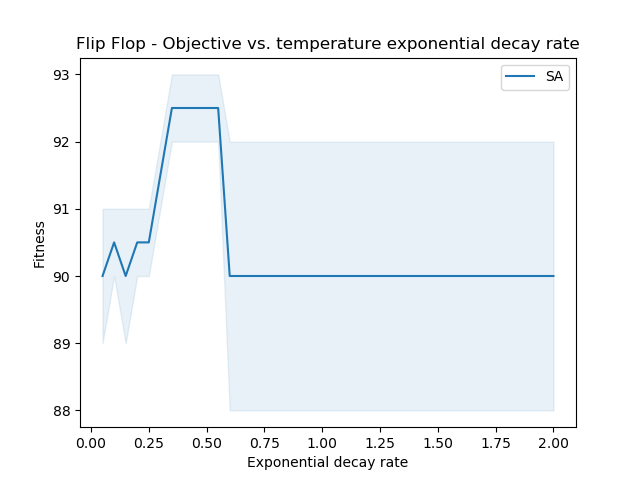 Flip Flop - Objective vs. temperature exponential decay rate
SA
93
92
91
90
89
88
Fitness
0.00 0.25 0.50 0.75 1.00 1.25 1.50 1.75 2.00
Exponential decay rate